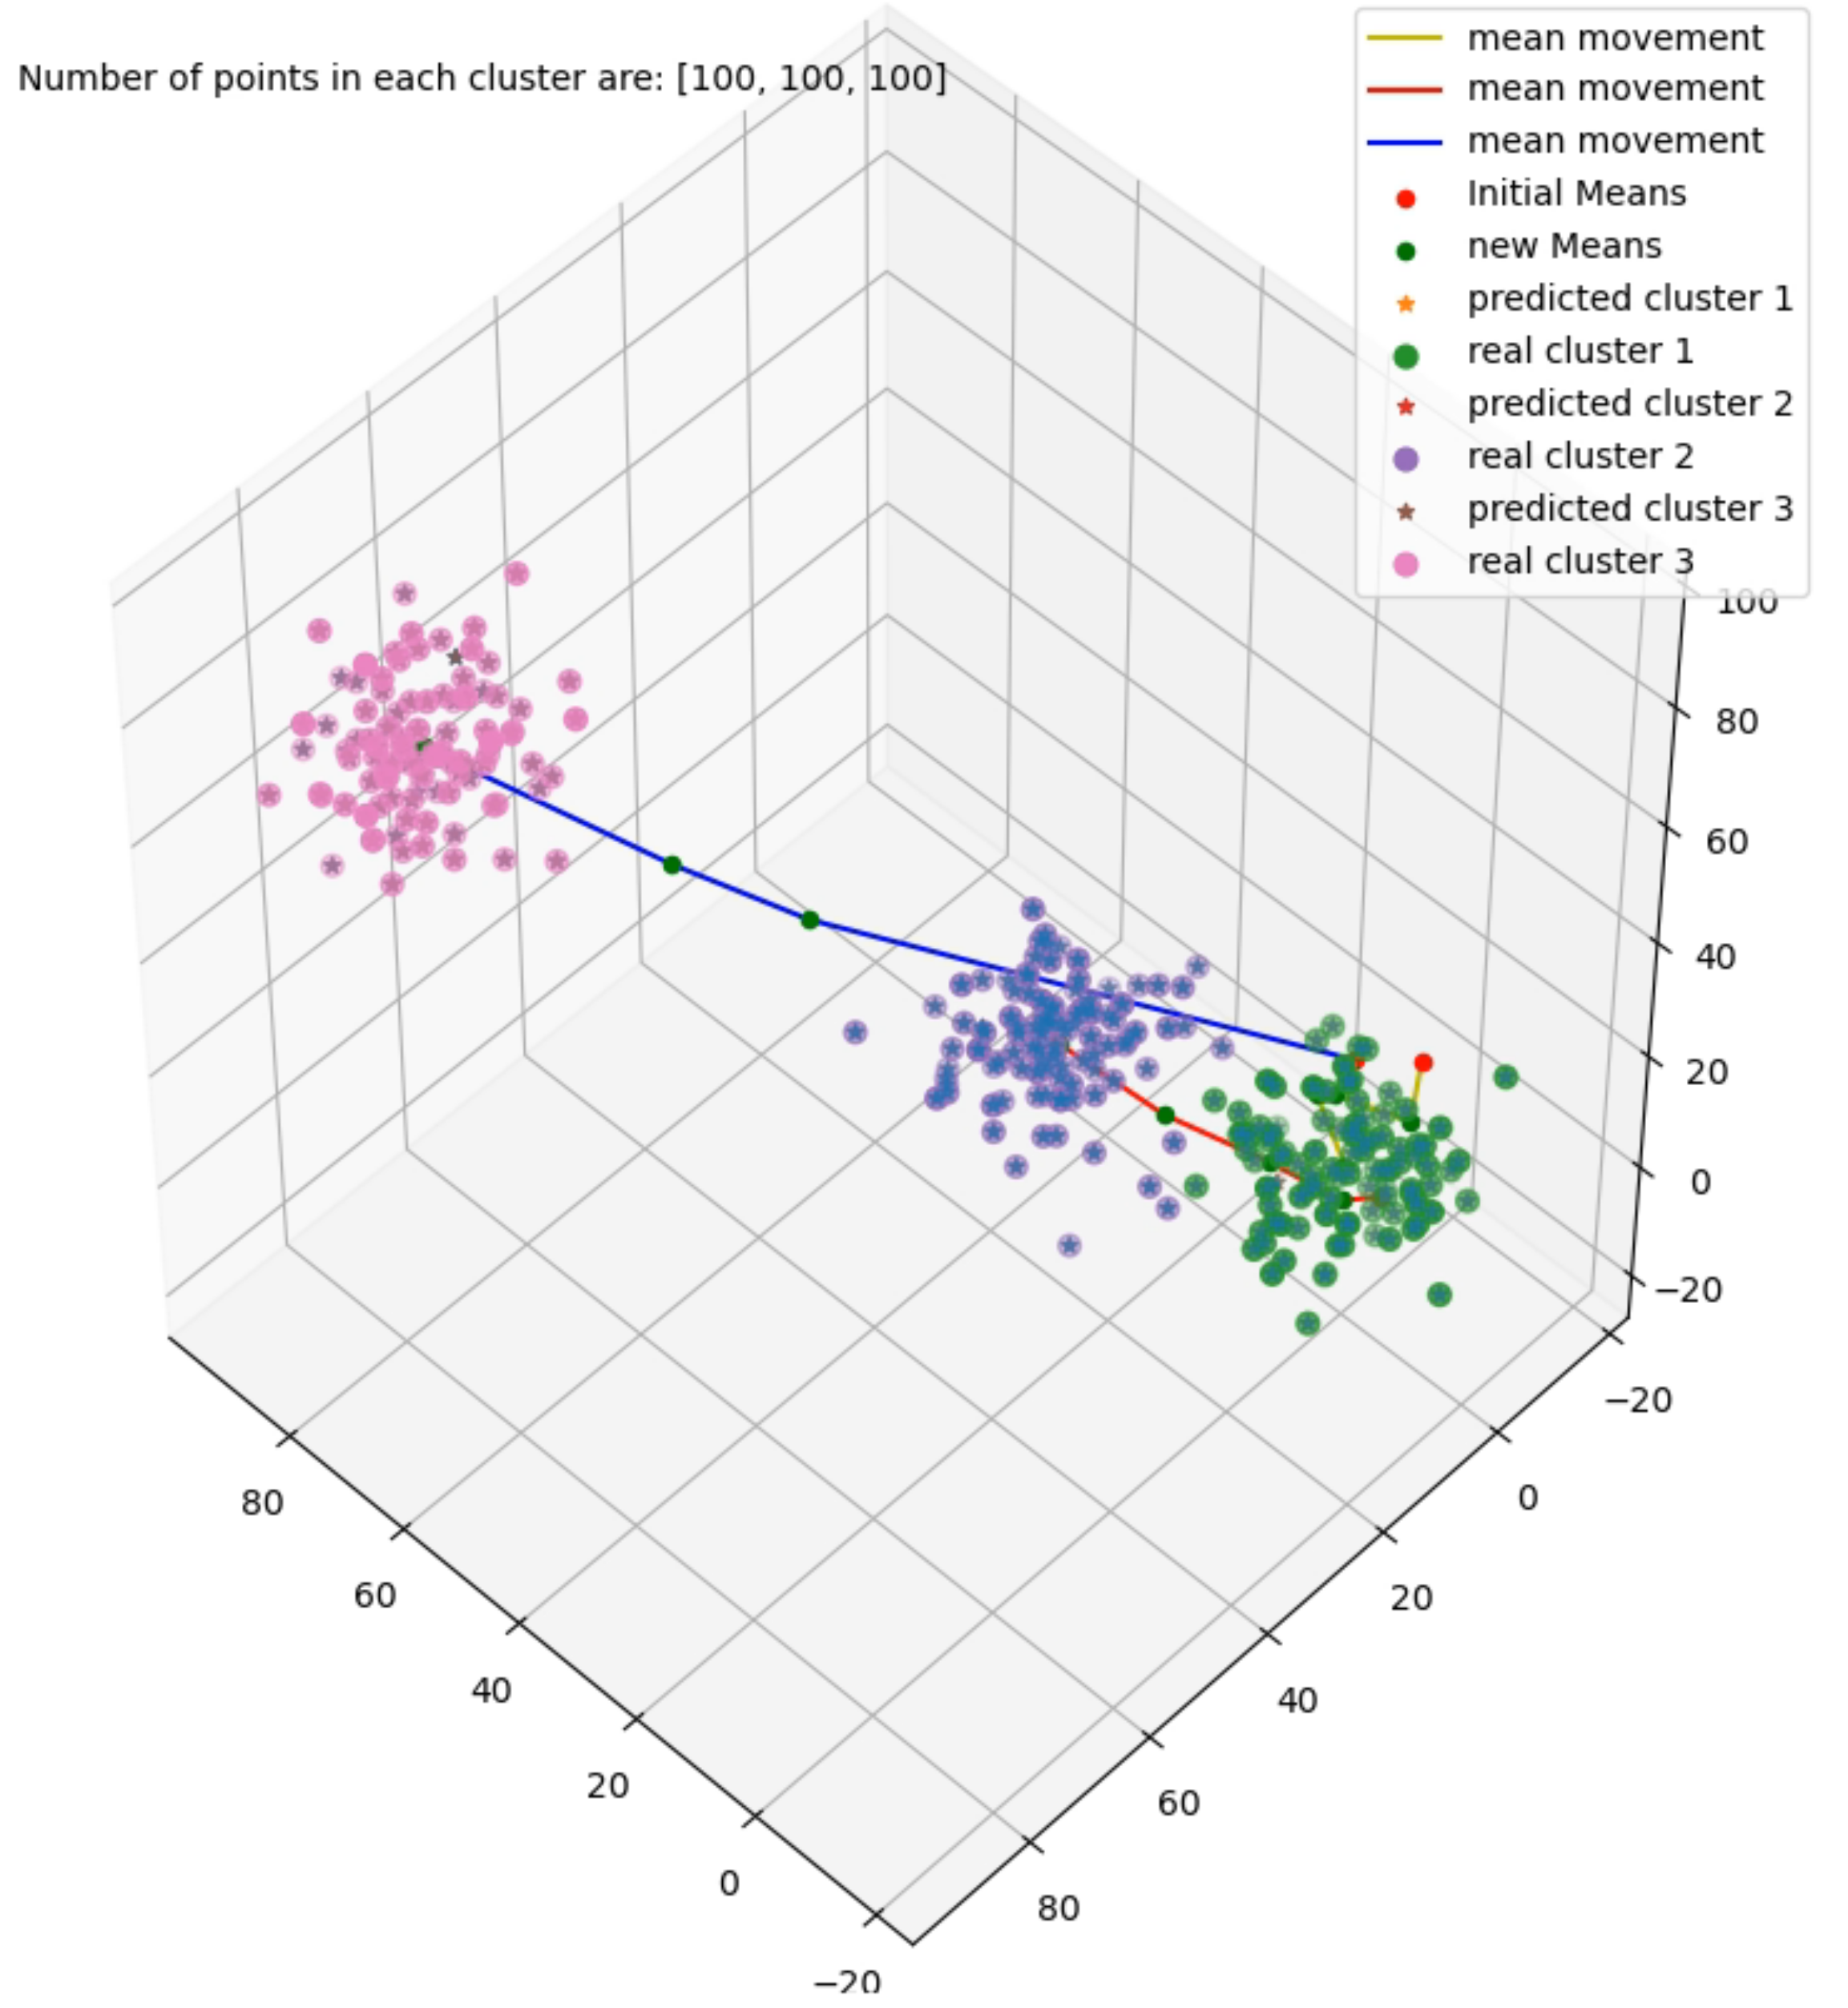 Number of points in each cluster are: [100, 100, 100]
mean movement
mean movement
mean movement
Initial Means
new Means
predicted cluster 1
real cluster 1
predicted cluster 2
real cluster 2
predicted cluster 3
real cluster 3
100
80
60
40
20
0
−20
−20
0
20
40
60
80
80
60
40
20
0
−20